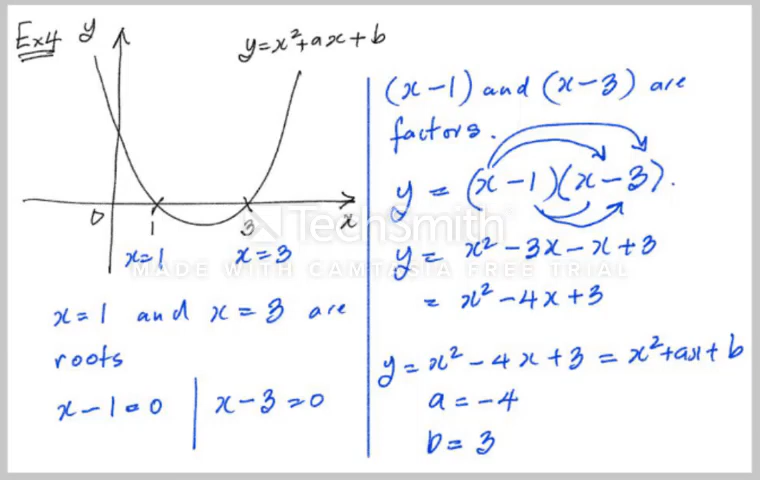 Ex4
y
y=x²+ax+b
0
1
3
x
x=1
x=3
x=1 and x=3 are
roots
x-1=0 | x-3=0
(x-1) and (x-3) are
factors.
y = (x-1)(x-3).
y = x²-3x-x+3
= x²-4x+3
y=x²-4x+3=x²+ax+b
a=-4
b=3
TechSmith
MADE WITH CAMTASIA FREE TRIAL